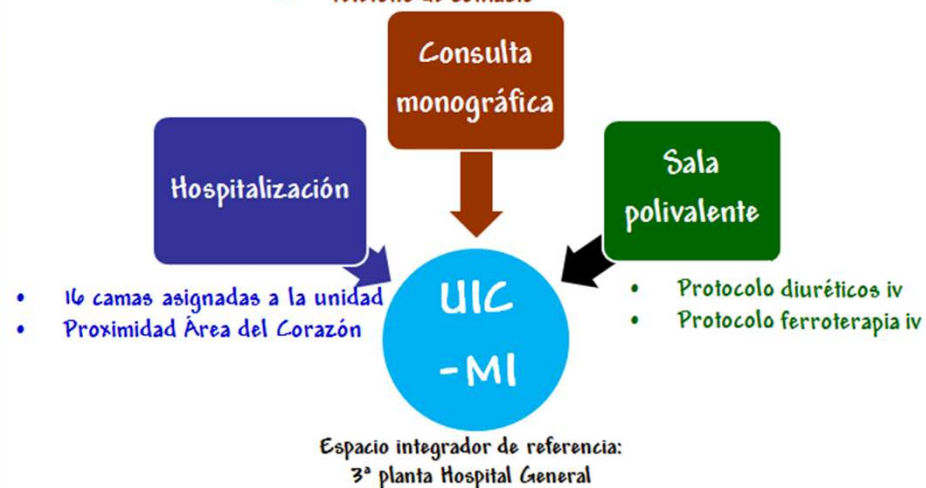 Consulta
monográfica
Hospitalización
Sala
polivalente
• 16 camas asignadas a la unidad
• Proximidad Área del Corazón
UIC
-MI
• Protocolo diuréticos iv
• Protocolo ferroterapia iv
Espacio integrador de referencia:
3ª planta Hospital General